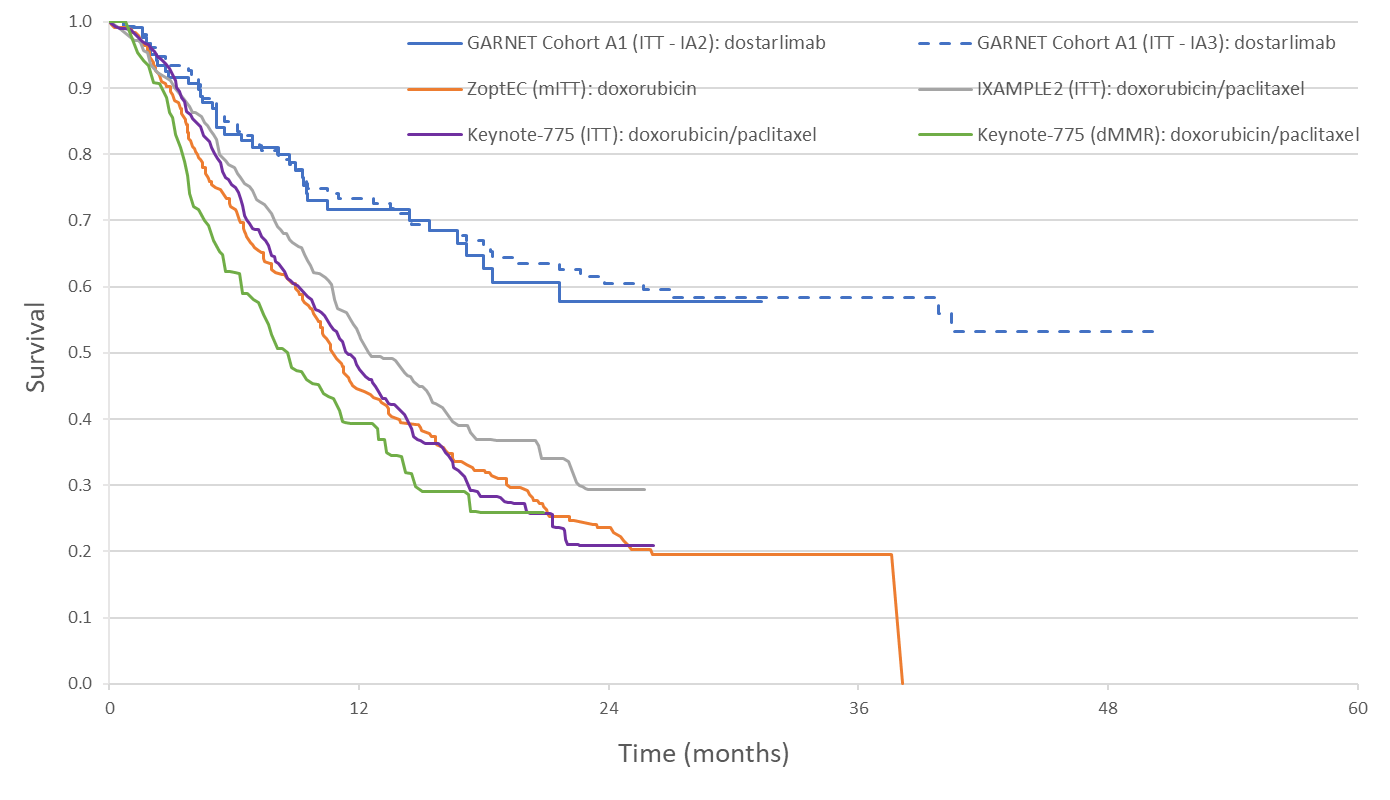 1.0
GARNET Cohort A1 (ITT - IA2): dostarlimab
GARNET Cohort A1 (ITT - IA3): dostarlimab
0.9
ZoptEC (mITT): doxorubicin
IXAMPLE2 (ITT): doxorubicin/paclitaxel
Keynote-775 (ITT): doxorubicin/paclitaxel
Keynote-775 (dMMR): doxorubicin/paclitaxel
0.8
0.7
0.6
0.5
0.4
0.3
0.2
0.1
0.0
Survival
0 12 24 36 48 60
Time (months)